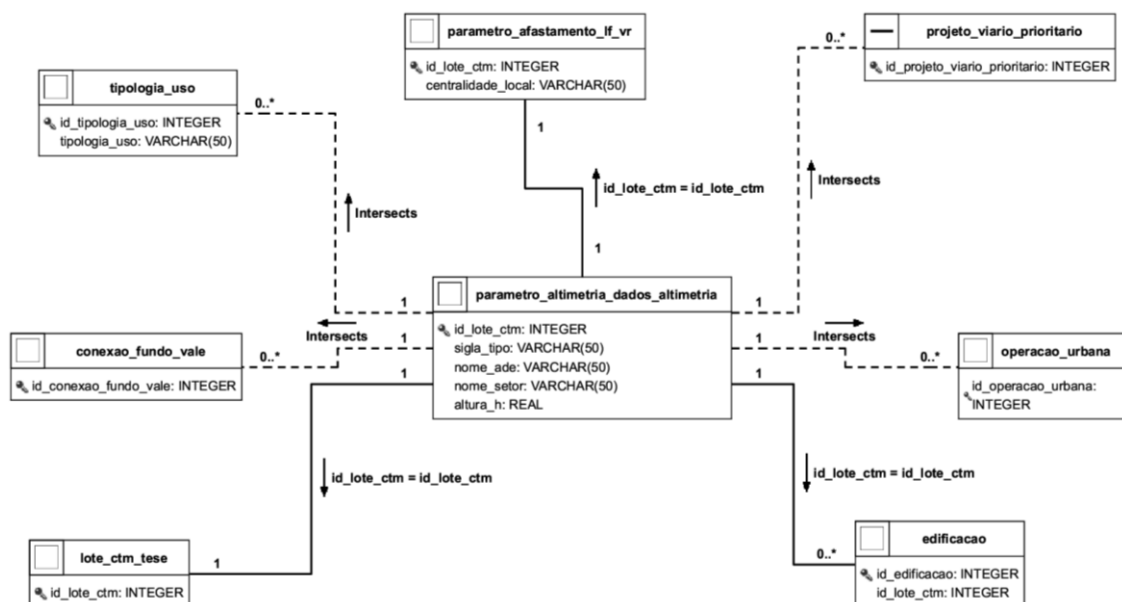 parametro_afastamento_lf_vr
id_lote_ctm: INTEGER
centralidade_local: VARCHAR(50)
projeto_viario_prioritario
id_projeto_viario_prioritario: INTEGER
0..*
tipologia_uso
id_tipologia_uso: INTEGER
tipologia_uso: VARCHAR(50)
0..*
1
id_lote_ctm = id_lote_ctm
1
Intersects
Intersects
parametro_altimetria_dados_altimetria
id_lote_ctm: INTEGER
sigla_tipo: VARCHAR(50)
nome_ade: VARCHAR(50)
nome_setor: VARCHAR(50)
altura_h: REAL
1
1
Intersects
Intersects
1
1
conexao_fundo_vale
id_conexao_fundo_vale: INTEGER
0..*
operacao_urbana
id_operacao_urbana:
INTEGER
0..*
1
1
id_lote_ctm = id_lote_ctm
id_lote_ctm = id_lote_ctm
lote_ctm_tese
id_lote_ctm: INTEGER
1
edificacao
id_edificacao: INTEGER
id_lote_ctm: INTEGER
0..*